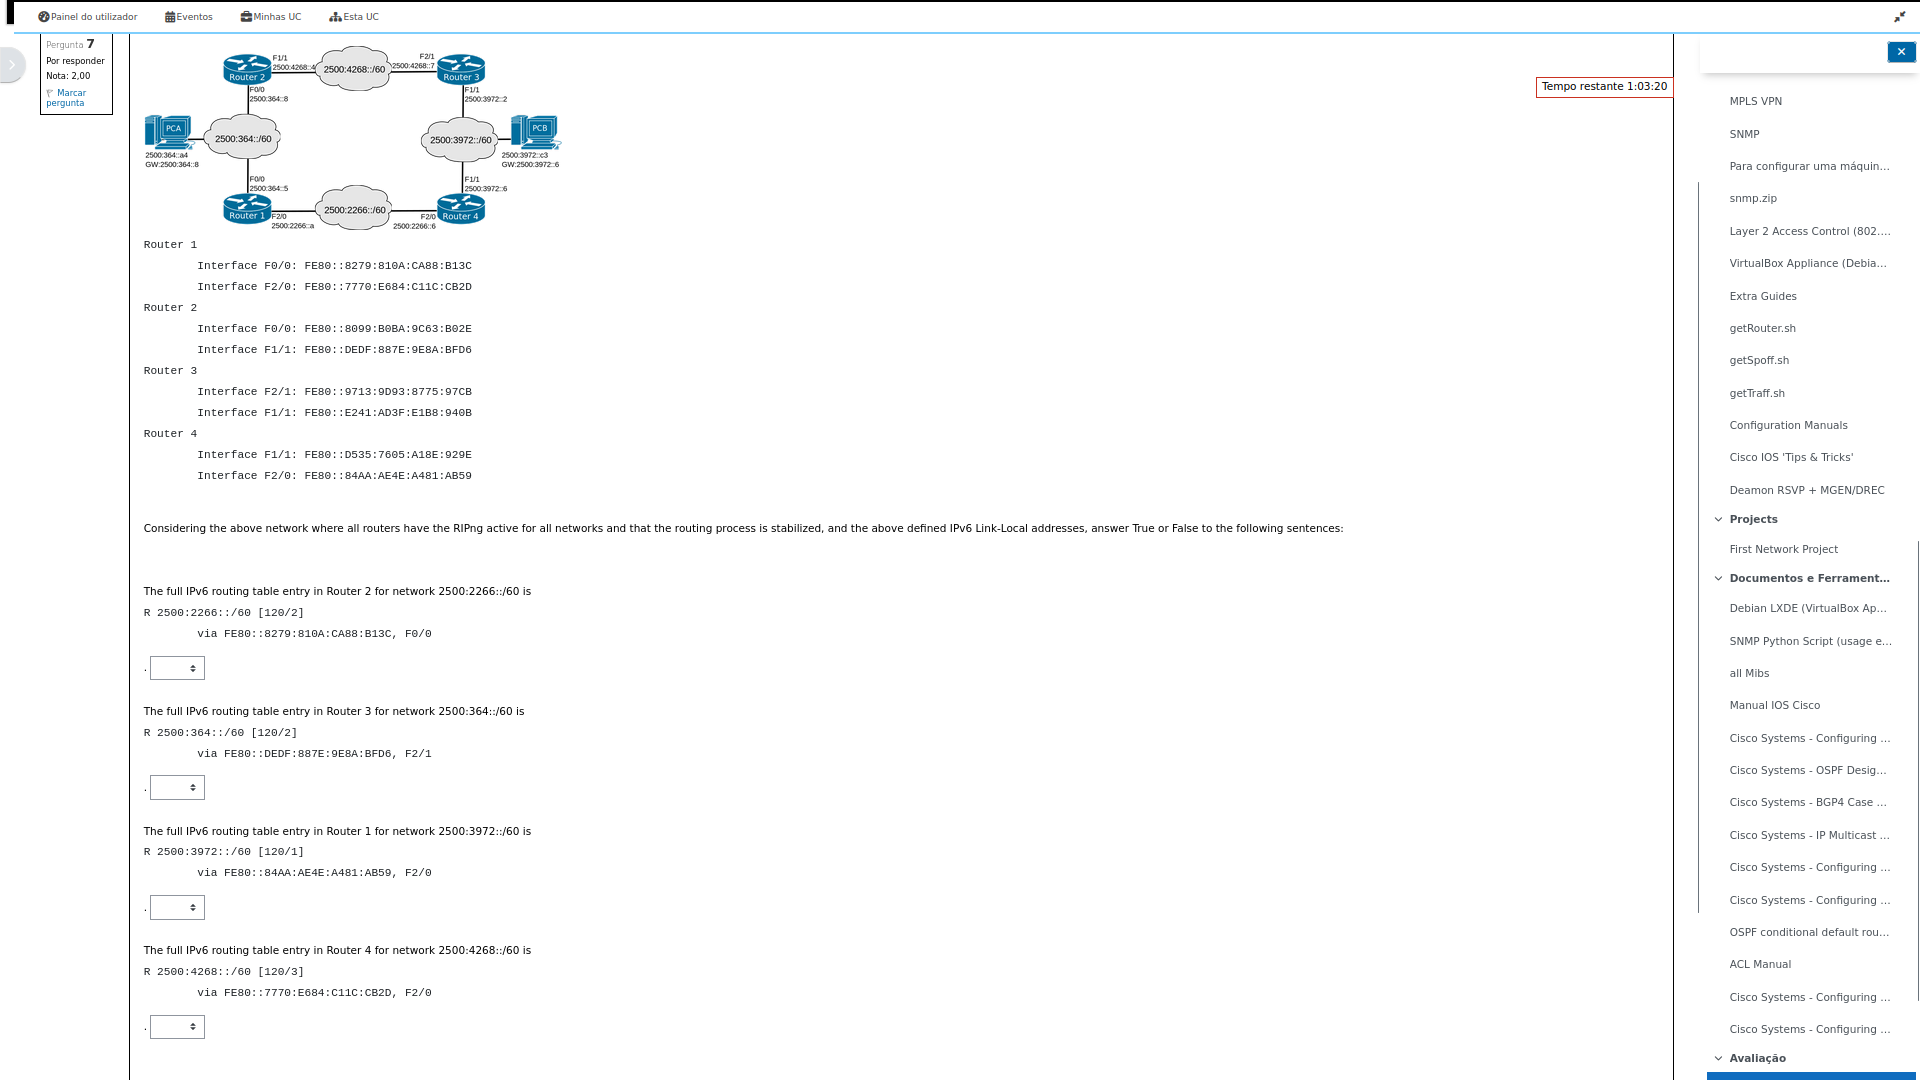 Painel do utilizador Eventos Minhas UC Esta UC
Pergunta 7
Por responder
Nota: 2,00
Marcar
pergunta
F1/1
2500:4268::4
2500:4268::/60
F2/1
2500:4268::7
Router 2
Router 3
F0/0
2500:364::8
F1/1
2500:3972::2
PCA
2500:364::/60
2500:3972::/60
PCB
2500:364::a4
GW:2500:364::8
2500:3972::c3
GW:2500:3972::6
F0/0
2500:364::5
F1/1
2500:3972::6
Router 1
2500:2266::/60
Router 4
F2/0
2500:2266::a
F2/0
2500:2266::6
Tempo restante 1:03:20
Router 1
Interface F0/0: FE80::8279:810A:CA88:B13C
Interface F2/0: FE80::7770:E684:C11C:CB2D
Router 2
Interface F0/0: FE80::8099:B0BA:9C63:B02E
Interface F1/1: FE80::DEDF:887E:9E8A:BFD6
Router 3
Interface F2/1: FE80::9713:9D93:8775:97CB
Interface F1/1: FE80::E241:AD3F:E1B8:940B
Router 4
Interface F1/1: FE80::D535:7605:A18E:929E
Interface F2/0: FE80::84AA:AE4E:A481:AB59
Considering the above network where all routers have the RIPng active for all networks and that the routing process is stabilized, and the above defined IPv6 Link-Local addresses, answer True or False to the following sentences:
The full IPv6 routing table entry in Router 2 for network 2500:2266::/60 is
R 2500:2266::/60 [120/2]
via FE80::8279:810A:CA88:B13C, F0/0
.
The full IPv6 routing table entry in Router 3 for network 2500:364::/60 is
R 2500:364::/60 [120/2]
via FE80::DEDF:887E:9E8A:BFD6, F2/1
.
The full IPv6 routing table entry in Router 1 for network 2500:3972::/60 is
R 2500:3972::/60 [120/1]
via FE80::84AA:AE4E:A481:AB59, F2/0
.
The full IPv6 routing table entry in Router 4 for network 2500:4268::/60 is
R 2500:4268::/60 [120/3]
via FE80::7770:E684:C11C:CB2D, F2/0
.
MPLS VPN
SNMP
Para configurar uma máquin...
snmp.zip
Layer 2 Access Control (802....
VirtualBox Appliance (Debia...
Extra Guides
getRouter.sh
getSpoff.sh
getTraff.sh
Configuration Manuals
Cisco IOS 'Tips & Tricks'
Deamon RSVP + MGEN/DREC
Projects
First Network Project
Documentos e Ferrament...
Debian LXDE (VirtualBox Ap...
SNMP Python Script (usage e...
all Mibs
Manual IOS Cisco
Cisco Systems - Configuring ...
Cisco Systems - OSPF Desig...
Cisco Systems - BGP4 Case ...
Cisco Systems - IP Multicast ...
Cisco Systems - Configuring ...
Cisco Systems - Configuring ...
OSPF conditional default rou...
ACL Manual
Cisco Systems - Configuring ...
Cisco Systems - Configuring ...
Avaliação